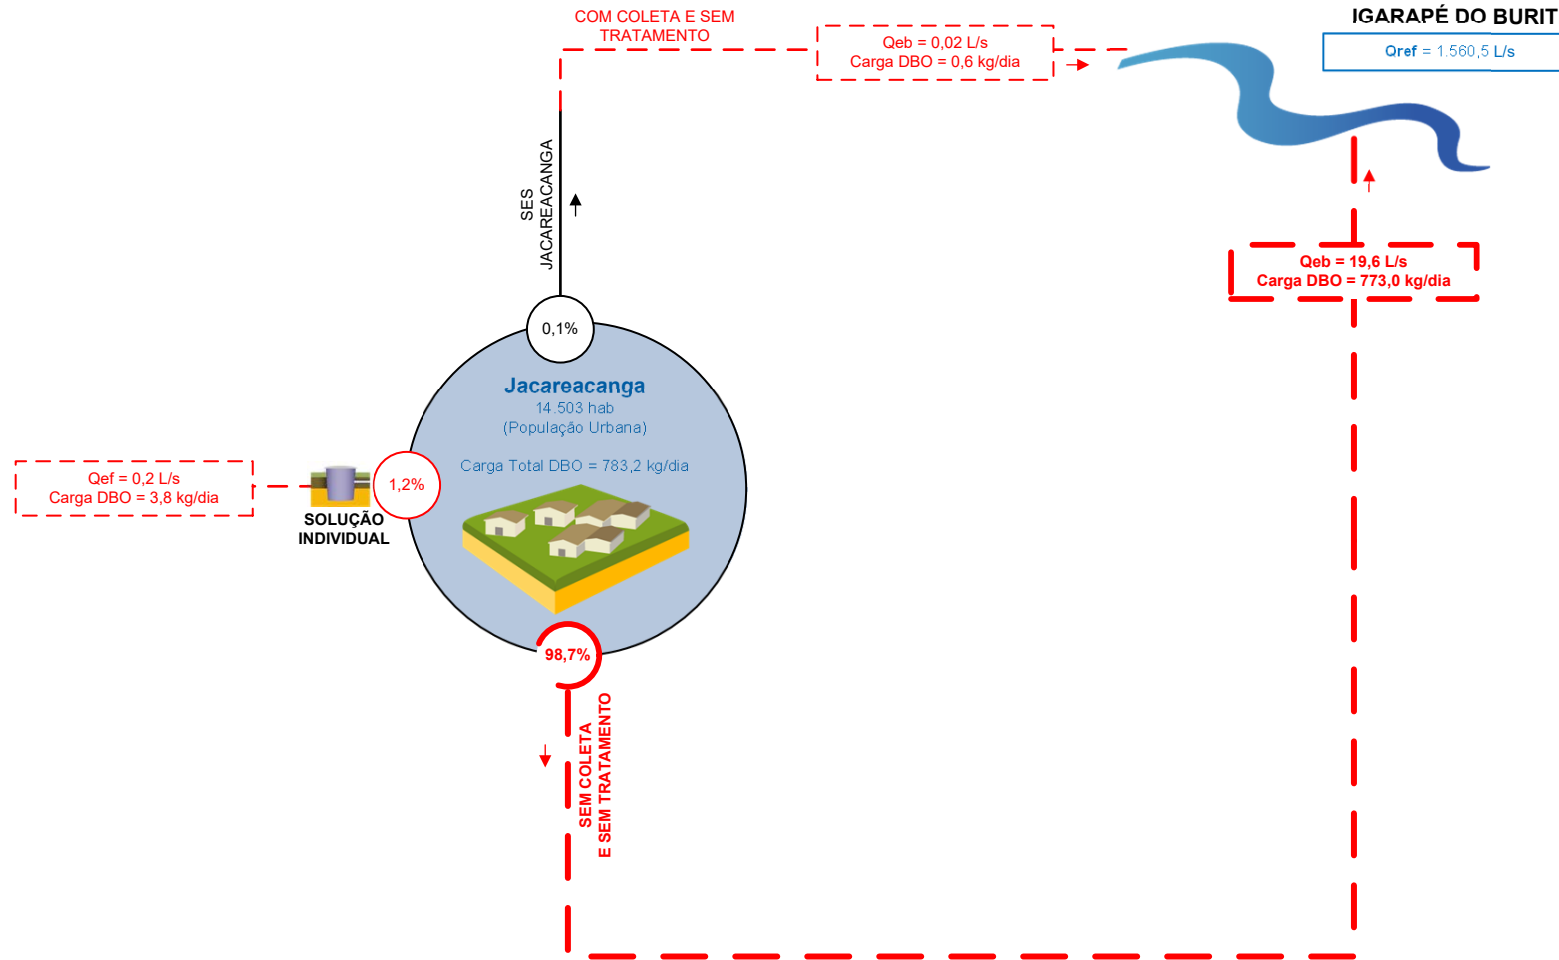 COM COLETA E SEM
TRATAMENTO
Qeb = 0,02 L/s
Carga DBO = 0,6 kg/dia
IGARAPÉ DO BURIT
Qref = 1.560,5 L/s
SES
JACAREACANGA
Qeb = 19,6 L/s
Carga DBO = 773,0 kg/dia
0,1%
Jacareacanga
14.503 hab
(População Urbana)
Carga Total DBO = 783,2 kg/dia
Qef = 0,2 L/s
Carga DBO = 3,8 kg/dia
1,2%
SOLUÇÃO
INDIVIDUAL
98,7%
SEM COLETA
E SEM TRATAMENTO